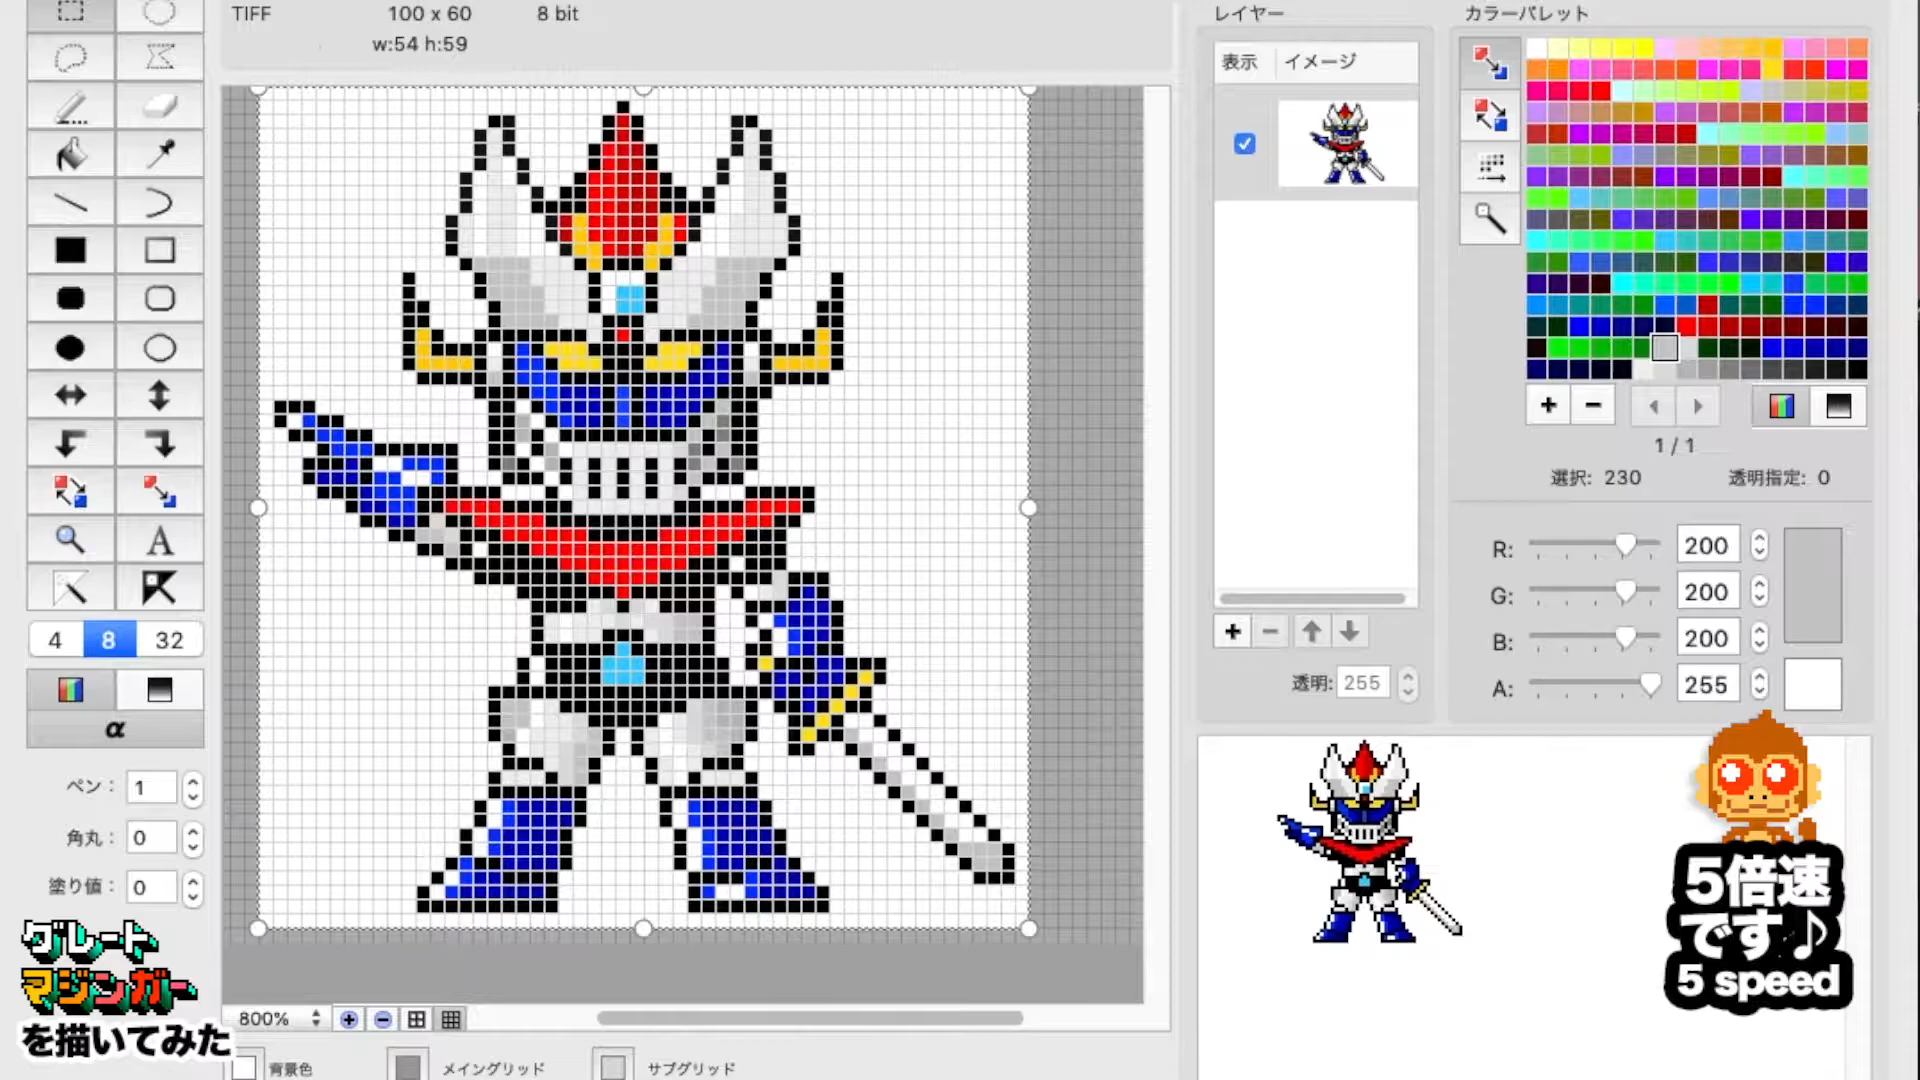 TIFF
100 x 60
8 bit
w:54 h:59
レイヤー
表示
イメージ
カラーパレット
1 / 1
選択: 230
透明指定: 0
R:
200
G:
200
B:
200
A:
255
透明:
255
A
4
8
32
α
ペン：
1
角丸：
0
塗り値：
0
グレート
マジンガー
を描いてみた
800%
背景色
メイングリッド
サブグリッド
5倍速
です♪
5 speed